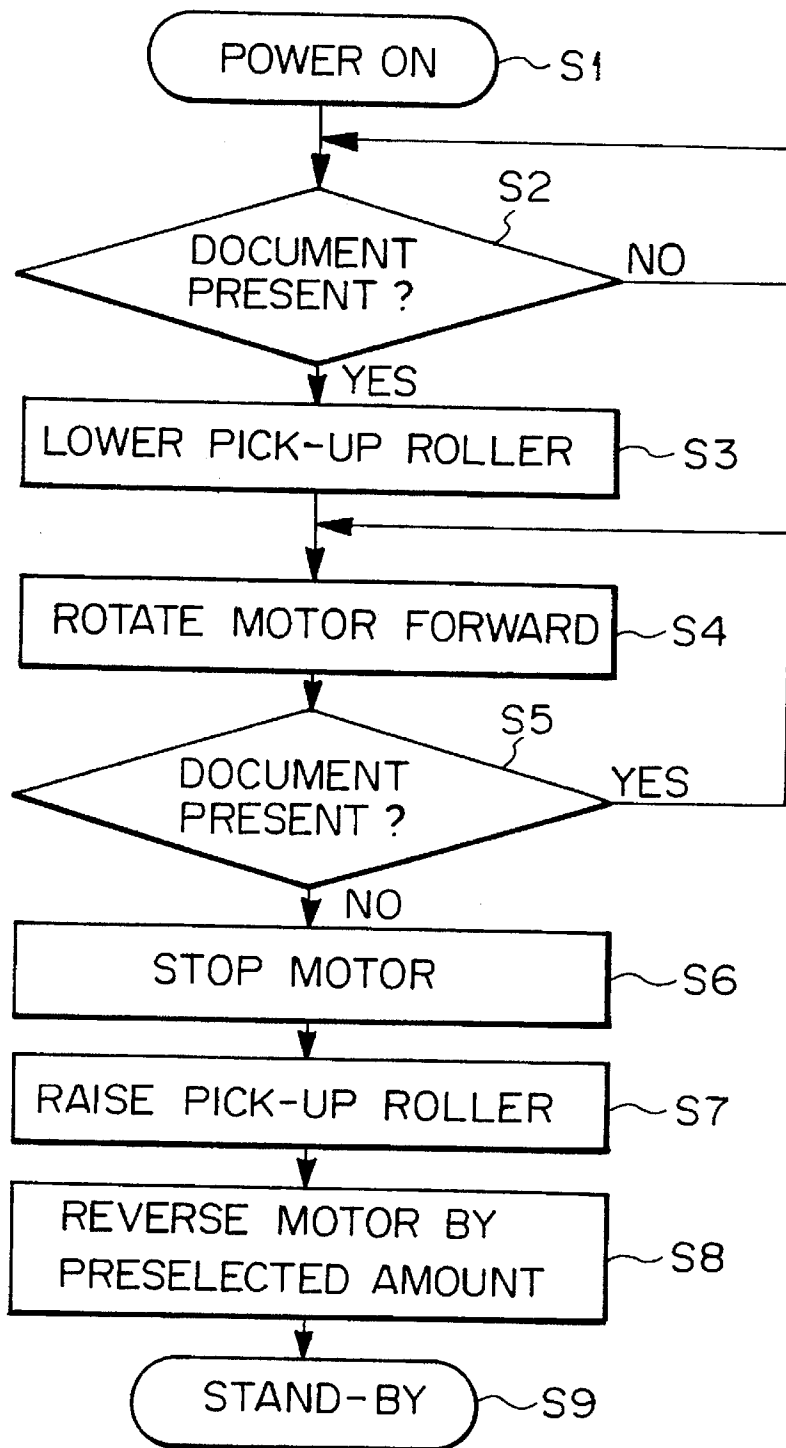 POWER ON S1
S2
DOCUMENT
PRESENT ?
NO
YES
LOWER PICK-UP ROLLER S3
ROTATE MOTOR FORWARD S4
S5
DOCUMENT
PRESENT ?
YES
NO
STOP MOTOR S6
RAISE PICK-UP ROLLER S7
REVERSE MOTOR BY
PRESELECTED AMOUNT S8
STAND-BY S9